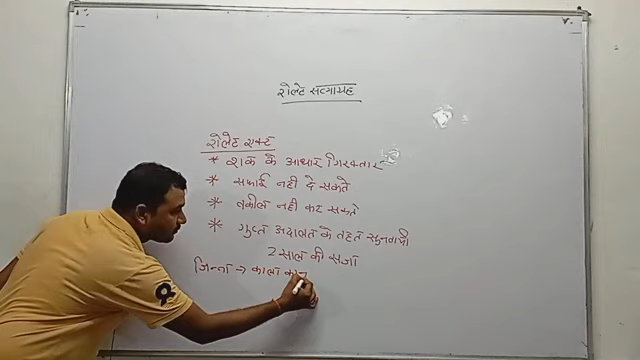 रोलेट सत्याग्रह
रोलेट एक्ट
* शक के आधार गिरफ्तार
* सफाई नही दे सकते
* वकील नही कर सकते
* गुप्त अदालत के तहत सुनवायी
2 साल की सजा
जिन्ना → काला